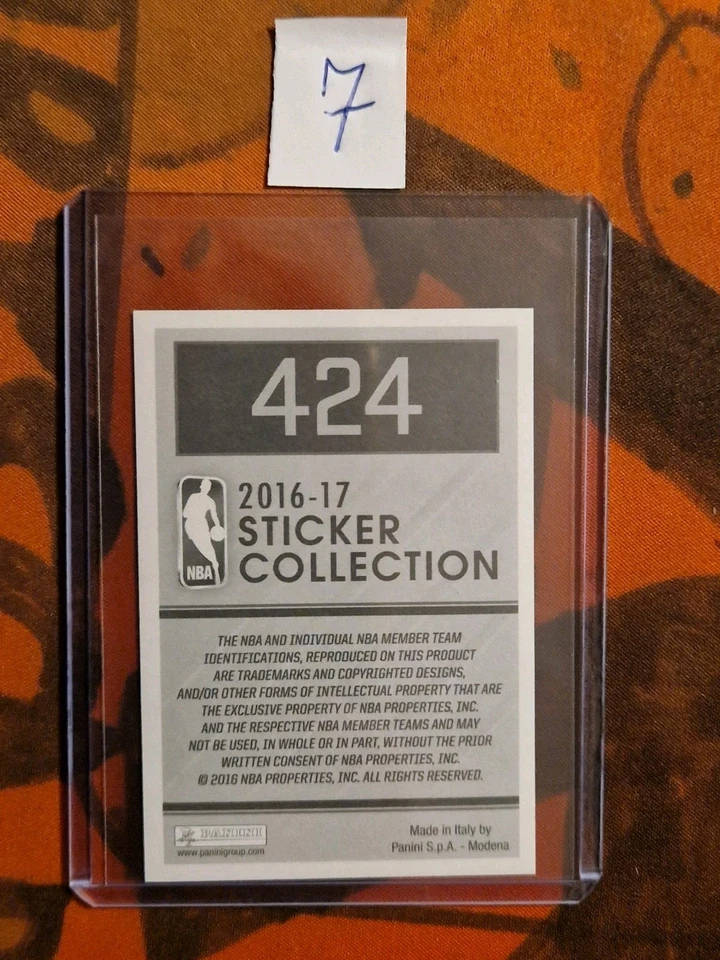 7
424
2016-17
STICKER
COLLECTION
NBA
THE NBA AND INDIVIDUAL NBA MEMBER TEAM
IDENTIFICATIONS, REPRODUCED ON THIS PRODUCT
ARE TRADEMARKS AND COPYRIGHTED DESIGNS,
AND/OR OTHER FORMS OF INTELLECTUAL PROPERTY THAT ARE
THE EXCLUSIVE PROPERTY OF NBA PROPERTIES, INC.
AND THE RESPECTIVE NBA MEMBER TEAMS AND MAY
NOT BE USED, IN WHOLE OR IN PART, WITHOUT THE PRIOR
WRITTEN CONSENT OF NBA PROPERTIES, INC.
© 2016 NBA PROPERTIES, INC. ALL RIGHTS RESERVED.
PANINI
www.paninigroup.com
Made in Italy by
Panini S.p.A. - Modena